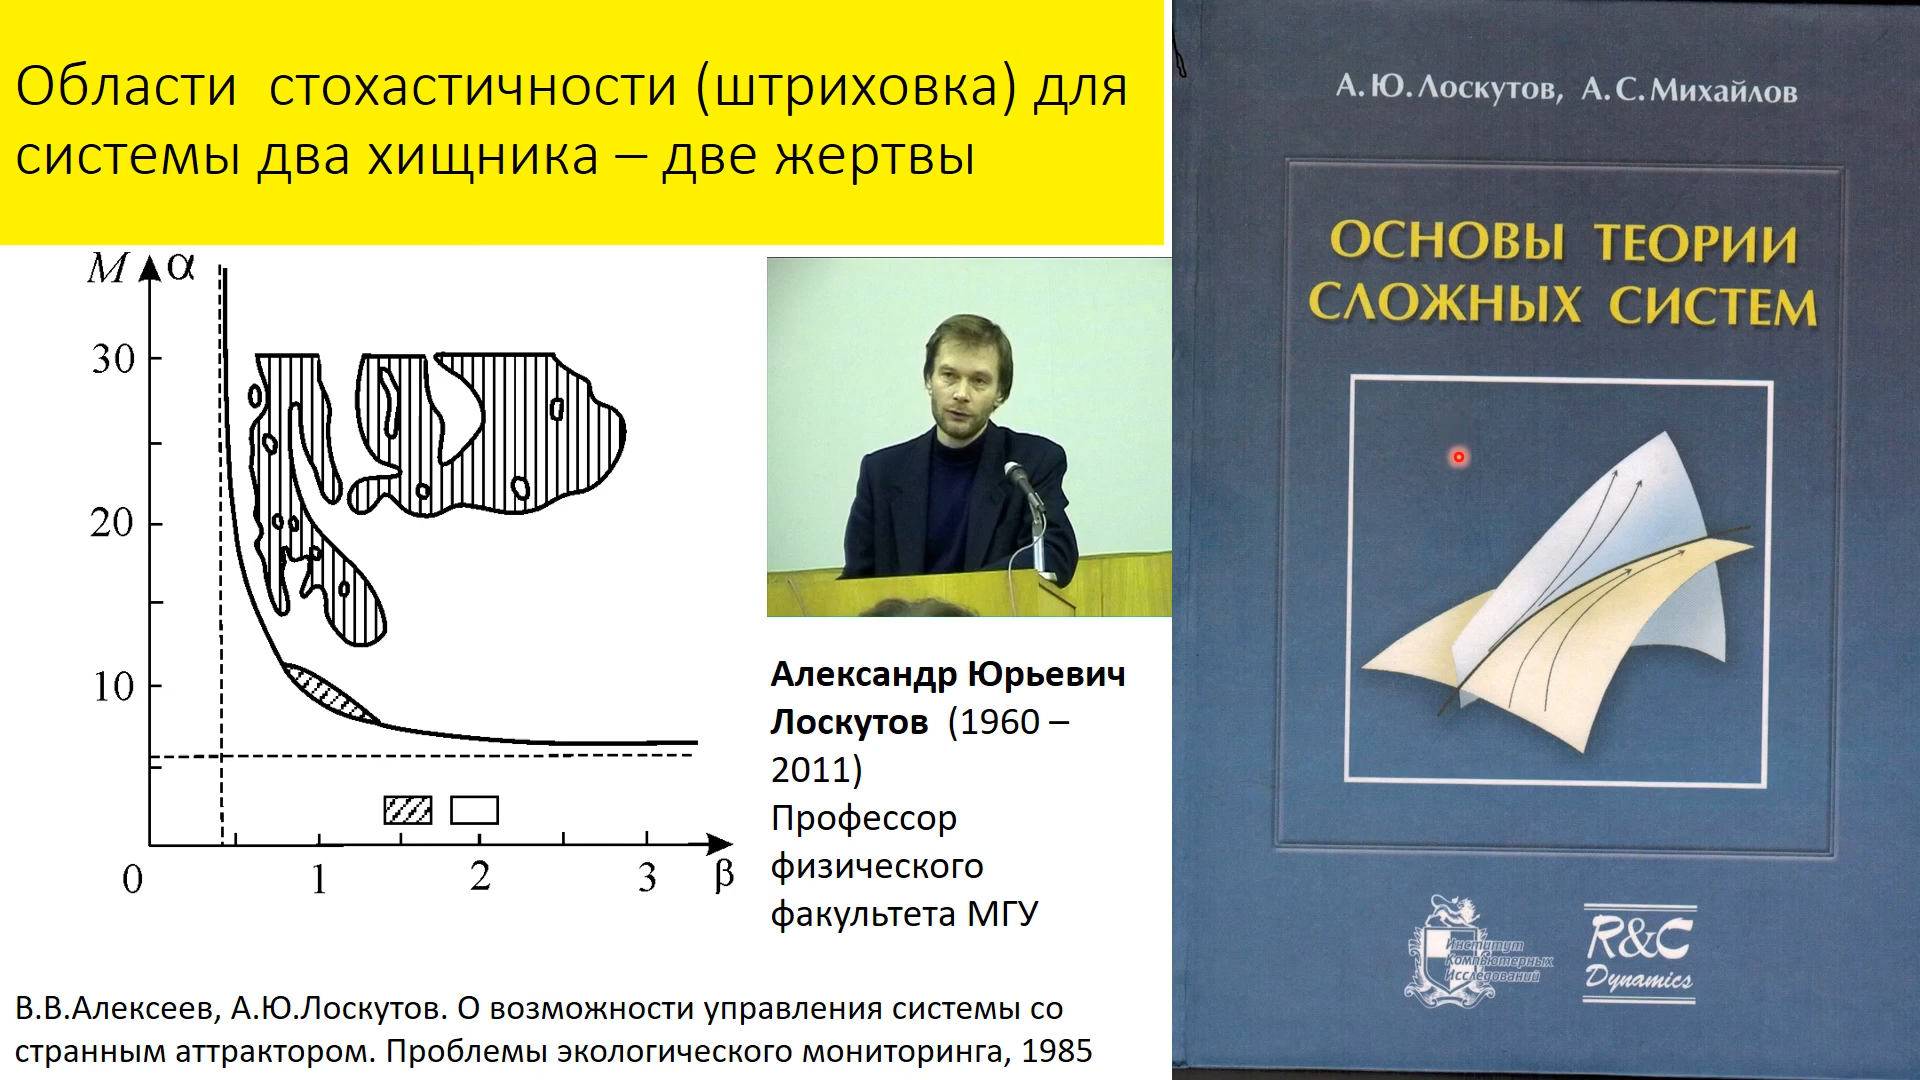 Области  стохастичности (штриховка) для
системы два хищника – две жертвы
M α
30
20
10
0
1
2
3
β
Александр Юрьевич
Лоскутов  (1960 –
2011)
Профессор
физического
факультета МГУ
В.В.Алексеев, А.Ю.Лоскутов. О возможности управления системы со
странным аттрактором. Проблемы экологического мониторинга, 1985
А. Ю. Лоскутов, А. С. Михайлов
ОСНОВЫ ТЕОРИИ
СЛОЖНЫХ СИСТЕМ
Институт
Компьютерных
Исследований
R&C
Dynamics